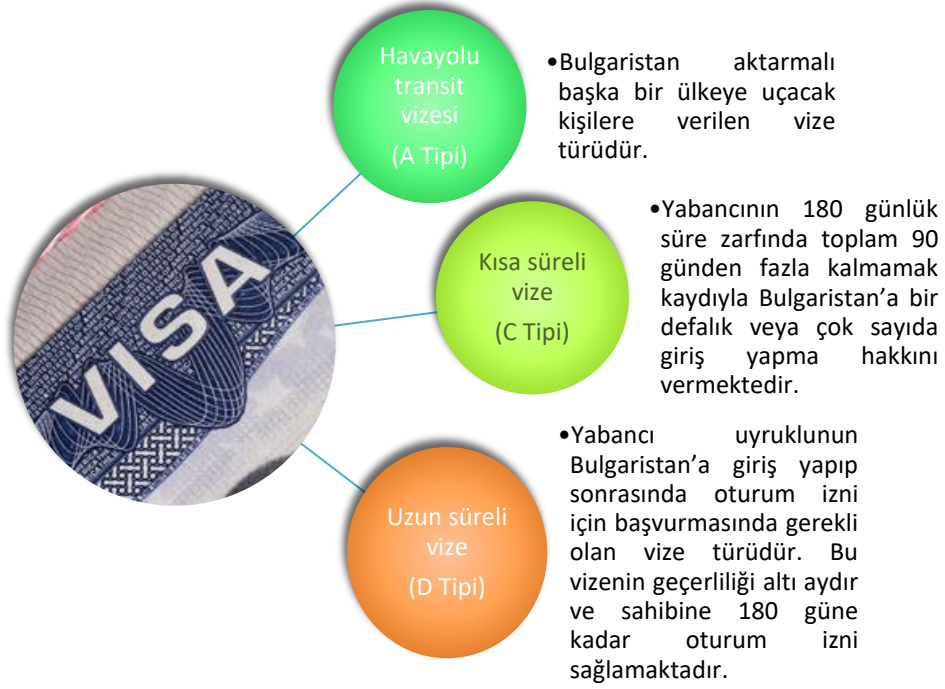 Havayolu
transit
vizesi
(A Tipi)
•Bulgaristan aktarmalı
başka bir ülkeye uçacak
kişilere verilen vize
türüdür.
VISA
Kısa süreli
vize
(C Tipi)
•Yabancının 180 günlük
süre zarfında toplam 90
günden fazla kalmamak
kaydıyla Bulgaristan’a bir
defalık veya çok sayıda
giriş yapma hakkını
vermektedir.
Uzun süreli
vize
(D Tipi)
•Yabancı uyruklunun
Bulgaristan’a giriş yapıp
sonrasında oturum izni
için başvurmasında gerekli
olan vize türüdür. Bu
vizenin geçerliliği altı aydır
ve sahibine 180 güne
kadar oturum izni
sağlamaktadır.